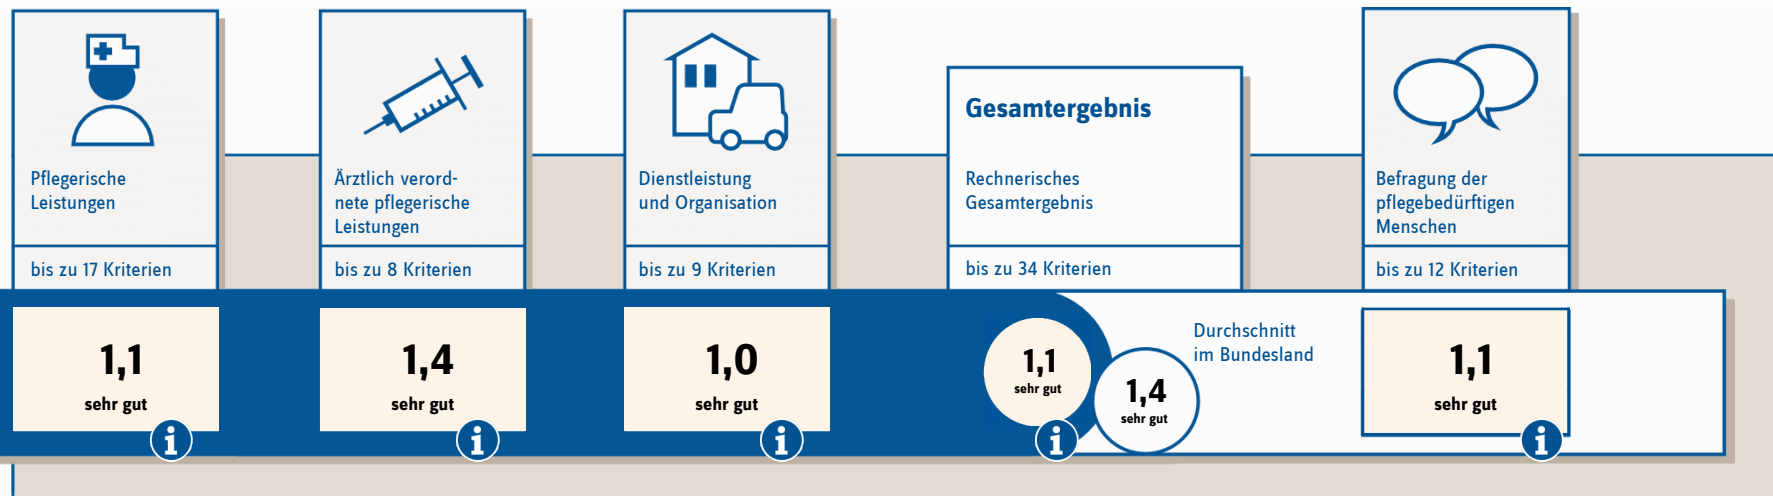 Pflegerische
Leistungen
bis zu 17 Kriterien
1,1
sehr gut
i
Ärztlich verord-
nete pflegerische
Leistungen
bis zu 8 Kriterien
1,4
sehr gut
i
Dienstleistung
und Organisation
bis zu 9 Kriterien
1,0
sehr gut
i
Gesamtergebnis
Rechnerisches
Gesamtergebnis
bis zu 34 Kriterien
1,1
sehr gut
i
1,4
sehr gut
Durchschnitt
im Bundesland
Befragung der
pflegebedürftigen
Menschen
bis zu 12 Kriterien
1,1
sehr gut
i